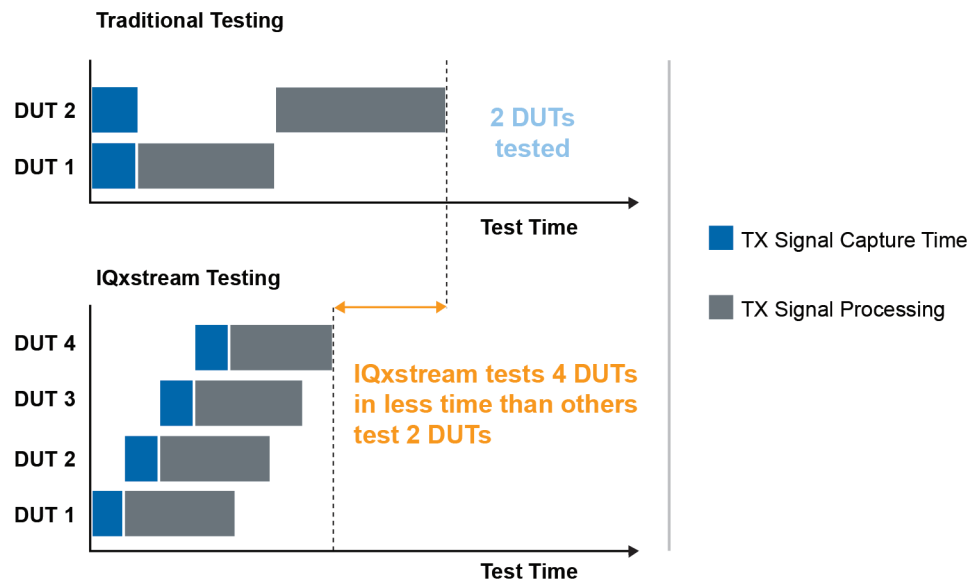 Traditional Testing
DUT 2
DUT 1
2 DUTs
tested
Test Time
TX Signal Capture Time
TX Signal Processing
IQxstream Testing
DUT 4
DUT 3
DUT 2
DUT 1
IQxstream tests 4 DUTs
in less time than others
test 2 DUTs
Test Time